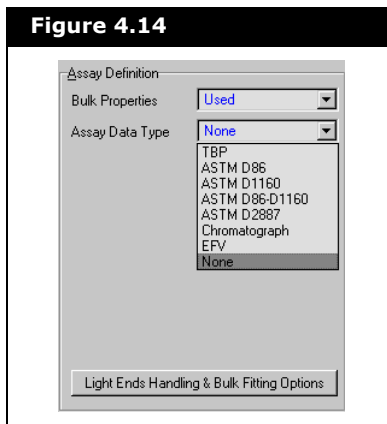 Figure 4.14
Assay Definition
Bulk Properties Used
Assay Data Type None
TBP
ASTM D86
ASTM D1160
ASTM D86-D1160
ASTM D2887
Chromatograph
EFV
None
Light Ends Handling & Bulk Fitting Options